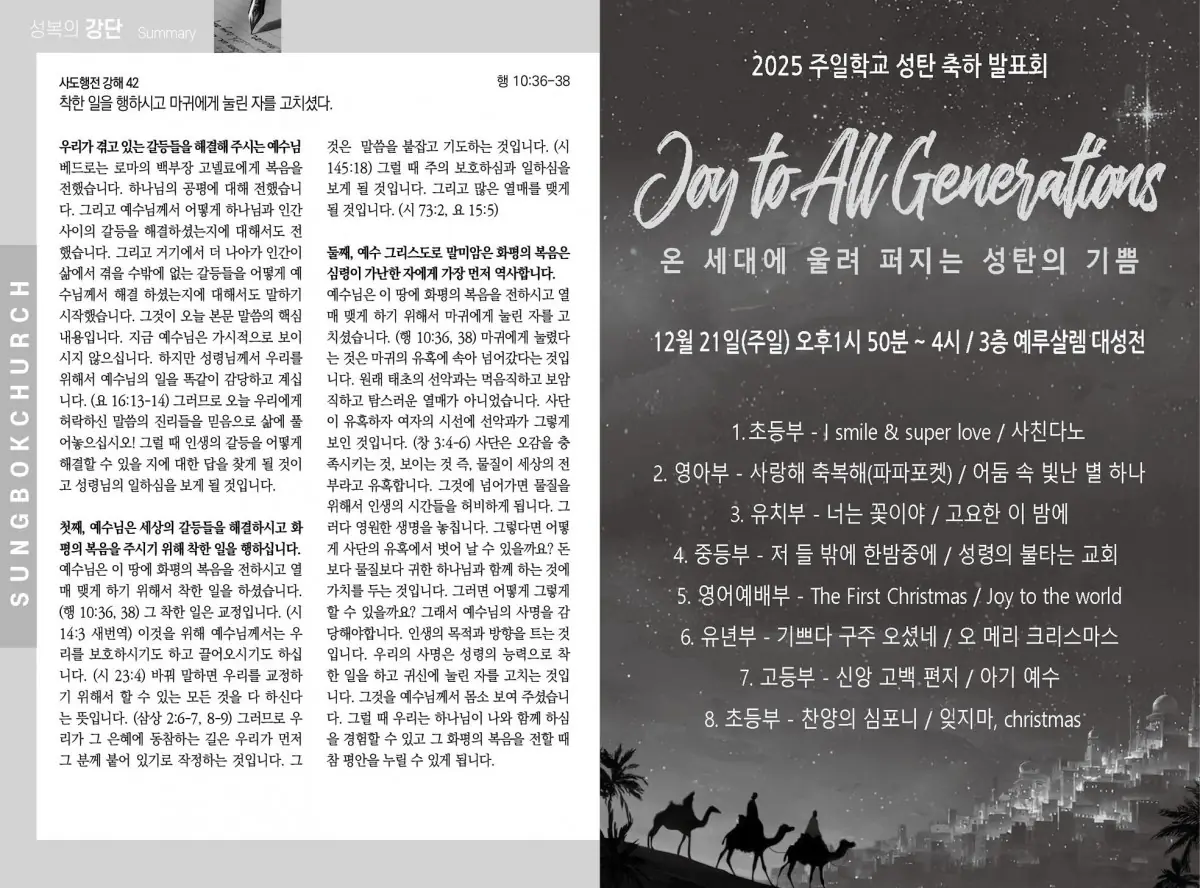 성복의 강단 Summary
SUNGBOKCHURCH
사도행전 강해 42
행 10:36-38
착한 일을 행하시고 마귀에게 눌린 자를 고치셨다.
우리가 겪고 있는 갈등들을 해결해 주시는 예수님
베드로는 로마의 백부장 고넬료에게 복음을
전했습니다. 하나님의 공평에 대해 전했습니
다. 그리고 예수님께서 어떻게 하나님과 인간
사이의 갈등을 해결하셨는지에 대해서도 전
했습니다. 그리고 거기에서 더 나아가 인간이
삶에서 겪을 수밖에 없는 갈등들을 어떻게 예
수님께서 해결 하셨는지에 대해서도 말하기
시작했습니다. 그것이 오늘 본문 말씀의 핵심
내용입니다. 지금 예수님은 가시적으로 보이
시지 않으십니다. 하지만 성령님께서 우리를
위해서 예수님의 일을 똑같이 감당하고 계십
니다. (요 16:13-14) 그러므로 오늘 우리에게
허락하신 말씀의 진리들을 믿음으로 삶에 풀
어놓으십시오! 그럴 때 인생의 갈등을 어떻게
해결할 수 있을 지에 대한 답을 찾게 될 것이
고 성령님의 일하심을 보게 될 것입니다.
첫째, 예수님은 세상의 갈등들을 해결하시고 화
평의 복음을 주시기 위해 착한 일을 행하십니다.
예수님은 이 땅에 화평의 복음을 전하시고 열
매 맺게 하기 위해서 착한 일을 하셨습니다.
(행 10:36, 38) 그 착한 일은 교정입니다. (시
14:3 새번역) 이것을 위해 예수님께서는 우
리를 보호하시기도 하고 끌어오시기도 하십
니다. (시 23:4) 바꿔 말하면 우리를 교정하
기 위해서 할 수 있는 모든 것을 다 하신다
는 뜻입니다. (삼상 2:6-7, 8-9) 그러므로 우
리가 그 은혜에 동참하는 길은 우리가 먼저
그 분께 붙어 있기로 작정하는 것입니다. 그
것은 말씀을 붙잡고 기도하는 것입니다. (시
145:18) 그럴 때 주의 보호하심과 일하심을
보게 될 것입니다. 그리고 많은 열매를 맺게
될 것입니다. (시 73:2, 요 15:5)
둘째, 예수 그리스도로 말미암은 화평의 복음은
심령이 가난한 자에게 가장 먼저 역사합니다.
예수님은 이 땅에 화평의 복음을 전하시고 열
매 맺게 하기 위해서 마귀에게 눌린 자를 고
치셨습니다. (행 10:36, 38) 마귀에게 눌렸다
는 것은 마귀의 유혹에 속아 넘어갔다는 것입
니다. 원래 태초의 선악과는 먹음직하고 보암
직하고 탐스러운 열매가 아니었습니다. 사단
이 유혹하자 여자의 시선에 선악과가 그렇게
보인 것입니다. (창 3:4-6) 사단은 오감을 충
족시키는 것, 보이는 것 즉, 물질이 세상의 전
부라고 유혹합니다. 그것에 넘어가면 물질을
위해서 인생의 시간들을 허비하게 됩니다. 그
러다 영원한 생명을 놓칩니다. 그렇다면 어떻
게 사단의 유혹에서 벗어 날 수 있을까요? 돈
보다 물질보다 귀한 하나님과 함께 하는 것에
가치를 두는 것입니다. 그러면 어떻게 그렇게
할 수 있을까요? 그래서 예수님의 사명을 감
당해야합니다. 인생의 목적과 방향을 트는 것
입니다. 우리의 사명은 성령의 능력으로 착
한 일을 하고 귀신에 눌린 자를 고치는 것입
니다. 그것을 예수님께서 몸소 보여 주셨습니
다. 그럴 때 우리는 하나님이 나와 함께 하심
을 경험할 수 있고 그 화평의 복음을 전할 때
참 평안을 누릴 수 있게 됩니다.
2025 주일학교 성탄 축하 발표회
Joy to All Generations
온 세대에 울려 퍼지는 성탄의 기쁨
12월 21일(주일) 오후1시 50분 ~ 4시 / 3층 예루살렘 대성전
1.초등부 - I smile & super love / 사친다노
2. 영아부 - 사랑해 축복해(파파포켓) / 어둠 속 빛난 별 하나
3. 유치부 - 너는 꽃이야 / 고요한 이 밤에
4. 중등부 - 저 들 밖에 한밤중에 / 성령의 불타는 교회
5. 영어예배부 - The First Christmas / Joy to the world
6. 유년부 - 기쁘다 구주 오셨네 / 오 메리 크리스마스
7. 고등부 - 신앙 고백 편지 / 아기 예수
8. 초등부 - 찬양의 심포니 / 잊지마, christmas